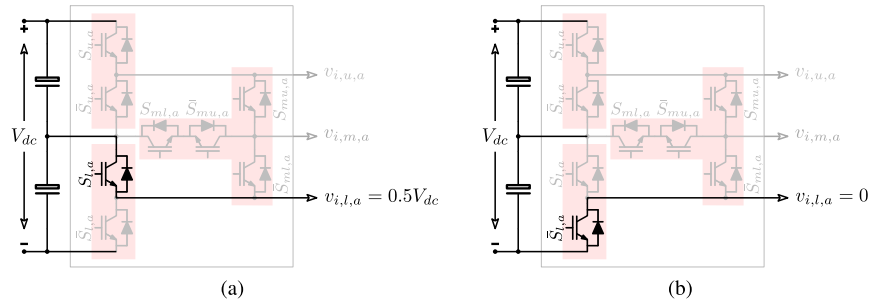 +
S_{u,a}
S̄_{u,a}
v_{i,u,a}
S_{ml,a} S̄_{mu,a}
S_{mu,a}
V_{dc}
v_{i,m,a}
S_{l,a}
S̄_{ml,a}
v_{i,l,a} = 0.5V_{dc}
S̄_{l,a}
−
(a)
+
S_{u,a}
S̄_{u,a}
v_{i,u,a}
S_{ml,a} S̄_{mu,a}
S_{mu,a}
V_{dc}
v_{i,m,a}
S_{l,a}
S̄_{ml,a}
v_{i,l,a} = 0
S̄_{l,a}
−
(b)